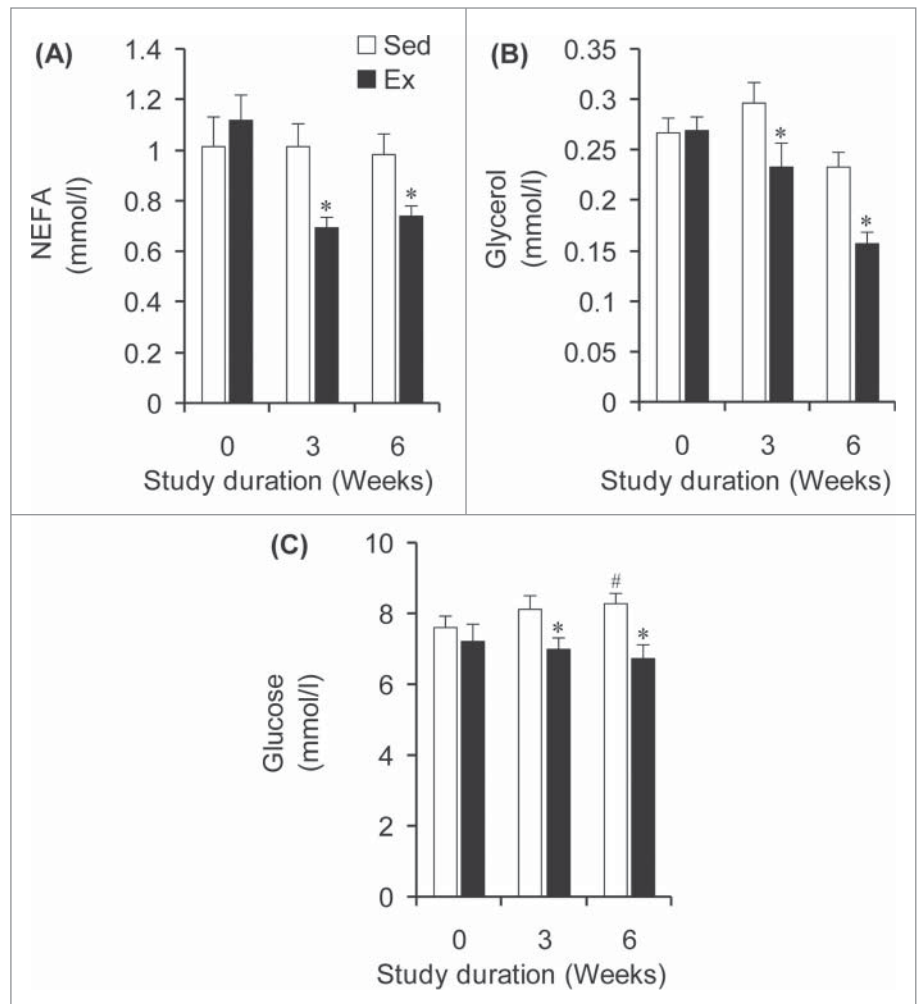 (A)
Sed
Ex
NEFA
(mmol/l)
1.4
1.2
1
0.8
0.6
0.4
0.2
0
*
*
0 3 6
Study duration (Weeks)
(B)
Glycerol
(mmol/l)
0.35
0.3
0.25
0.2
0.15
0.1
0.05
0
*
*
0 3 6
Study duration (Weeks)
(C)
Glucose
(mmol/l)
10
8
6
4
2
0
*
#
*
0 3 6
Study duration (Weeks)